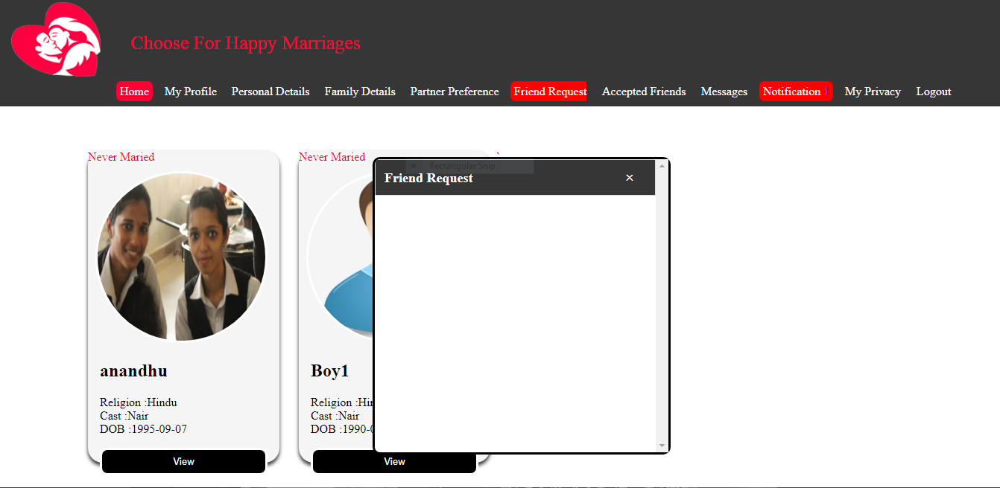 Choose For Happy Marriages
Home My Profile Personal Details Family Details Partner Preference Friend Request Accepted Friends Messages Notification My Privacy Logout
Never Maried
Never Maried
Rectangular Snip
Friend Request ×
anandhu
Religion :Hindu
Cast :Nair
DOB :1995-09-07
View
Boy1
Religion :Hin
Cast :Nair
DOB :1990-0
View